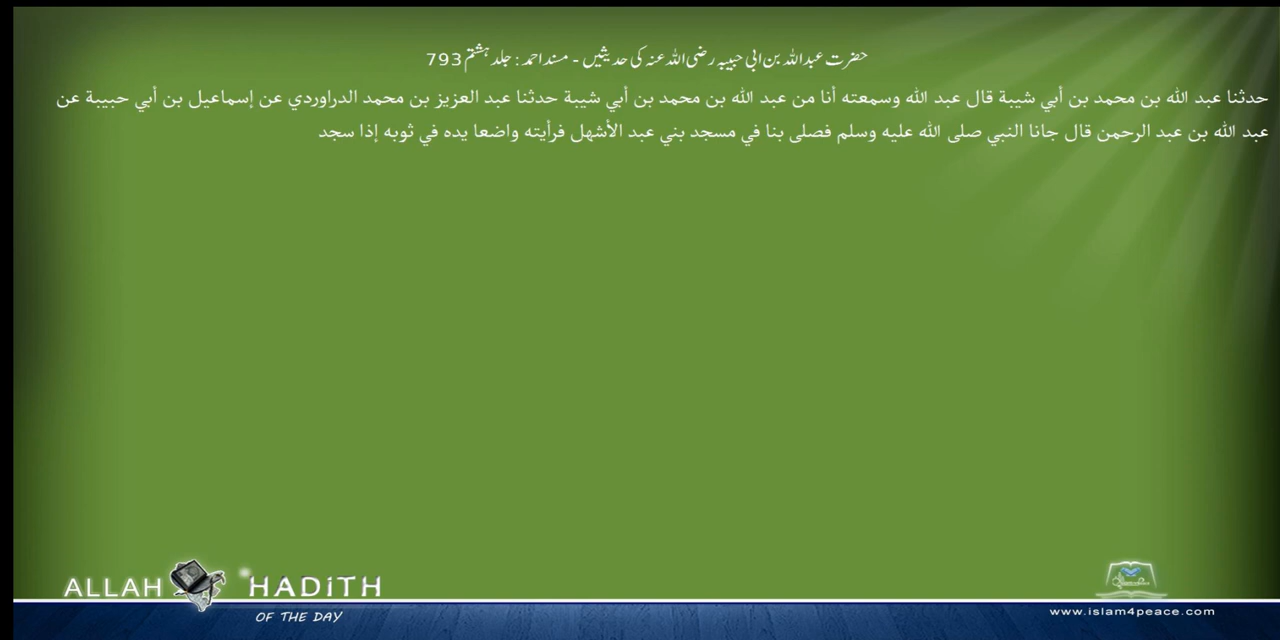 حضرت عبداللہ بن ابی حبیبہ رضی اللہ عنہ کی حدیثیں - مسند احمد : جلد ہشتم 793
حدثنا عبد الله بن محمد بن أبي شيبة قال عبد الله وسمعته أنا من عبد الله بن محمد بن أبي شيبة حدثنا عبد العزيز بن محمد الدراوردي عن إسماعيل بن أبي حبيبة عن
عبد الله بن عبد الرحمن قال جانا النبي صلى الله عليه وسلم فصلى بنا في مسجد بني عبد الأشهل فرأيته واضعا يده في ثوبه إذا سجد
ALLAH HADITH
OF THE DAY
www.islam4peace.com